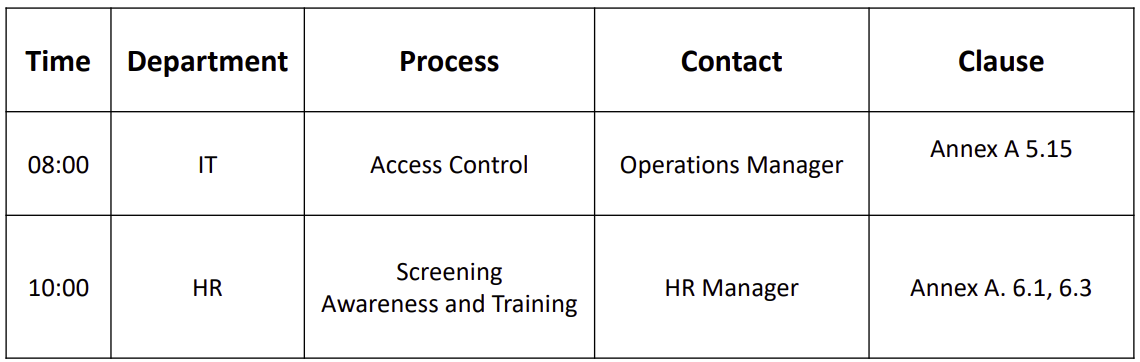 Time Department Process Contact Clause
08:00 IT Access Control Operations Manager Annex A 5.15
10:00 HR Screening
Awareness and Training HR Manager Annex A. 6.1, 6.3